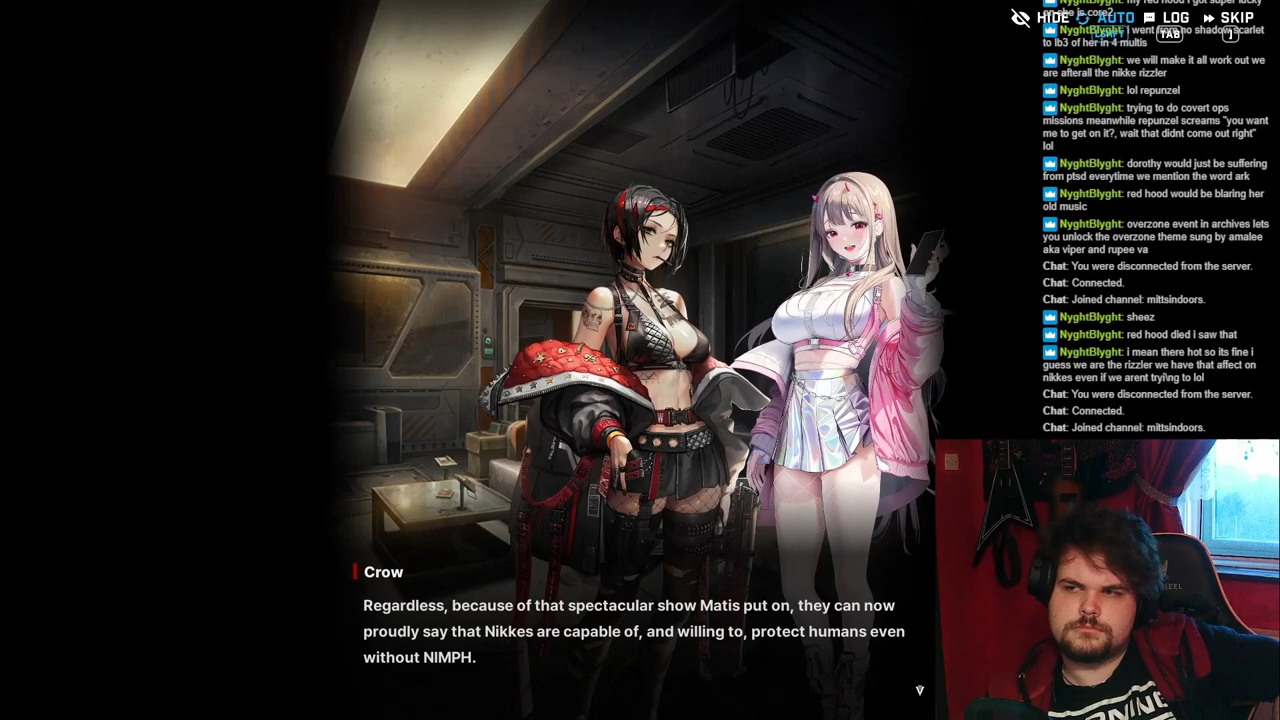 HIDE AUTO LOG SKIP
SHIFT TAB
on she is core?
NyghtBlyght: i went from no shadow scarlet
to lb3 of her in 4 multis
NyghtBlyght: we will make it all work out we
are afterall the nikke rizzler
NyghtBlyght: lol repunzel
NyghtBlyght: trying to do covert ops
missions meanwhile repunzel screams "you want
me to get on it?, wait that didnt come out right"
lol
NyghtBlyght: dorothy would just be suffering
from ptsd everytime we mention the word ark
NyghtBlyght: red hood would be blaring her
old music
NyghtBlyght: overzone event in archives lets
you unlock the overzone theme sung by amalee
aka viper and rupee va
Chat: You were disconnected from the server.
Chat: Connected.
Chat: Joined channel: mittsindoors.
NyghtBlyght: sheez
NyghtBlyght: red hood died i saw that
NyghtBlyght: i mean there hot so its fine i
guess we are the rizzler we have that affect on
nikkes even if we arent tryi\ng to lol
Chat: You were disconnected from the server.
Chat: Connected.
Chat: Joined channel: mittsindoors.
Crow
Regardless, because of that spectacular show Matis put on, they can now
proudly say that Nikkes are capable of, and willing to, protect humans even
without NIMPH.